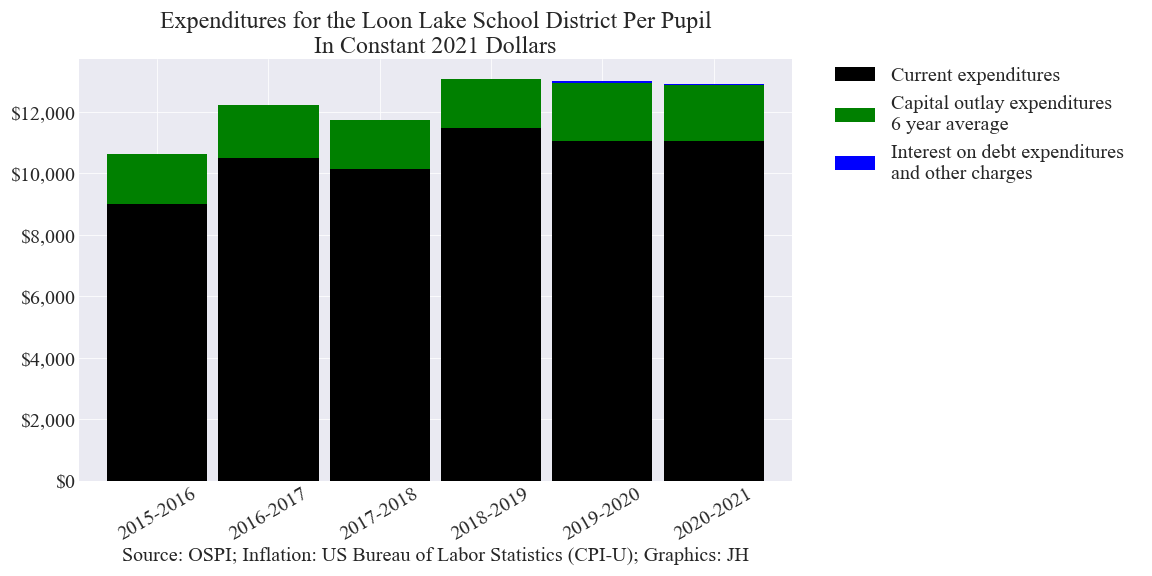 Expenditures for the Loon Lake School District Per Pupil
In Constant 2021 Dollars
Current expenditures
Capital outlay expenditures
6 year average
Interest on debt expenditures
and other charges
$12,000
$10,000
$8,000
$6,000
$4,000
$2,000
$0
2015-2016
2016-2017
2017-2018
2018-2019
2019-2020
2020-2021
Source: OSPI; Inflation: US Bureau of Labor Statistics (CPI-U); Graphics: JH